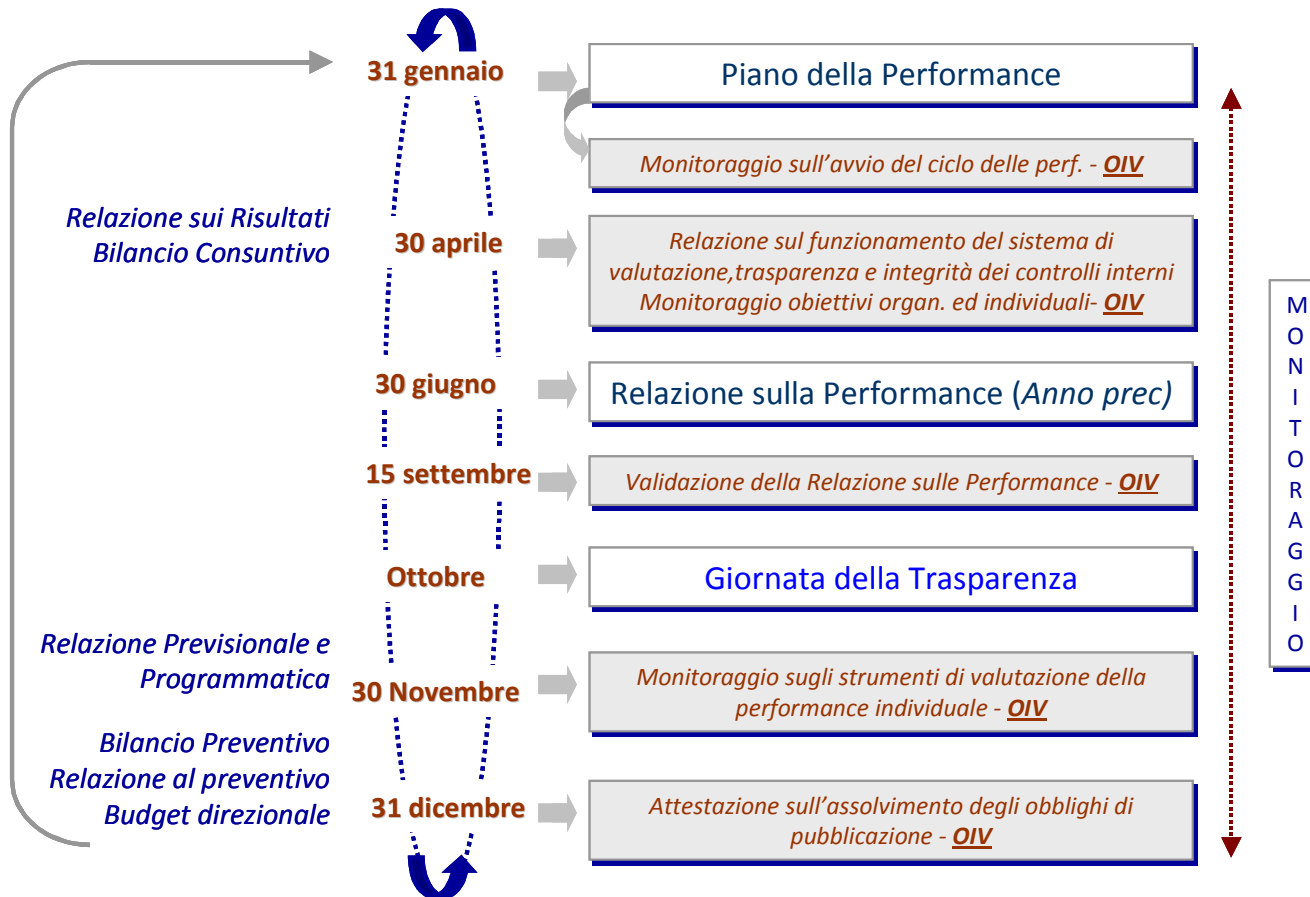 31 gennaio
Piano della Performance
Monitoraggio sull’avvio del ciclo delle perf. - OIV
Relazione sui Risultati
Bilancio Consuntivo
30 aprile
Relazione sul funzionamento del sistema di
valutazione,trasparenza e integrità dei controlli interni
Monitoraggio obiettivi organ. ed individuali- OIV
30 giugno
Relazione sulla Performance (Anno prec)
15 settembre
Validazione della Relazione sulle Performance - OIV
Ottobre
Giornata della Trasparenza
Relazione Previsionale e
Programmatica
30 Novembre
Monitoraggio sugli strumenti di valutazione della
performance individuale - OIV
Bilancio Preventivo
Relazione al preventivo
Budget direzionale
31 dicembre
Attestazione sull’assolvimento degli obblighi di
pubblicazione - OIV
M
O
N
I
T
O
R
A
G
G
I
O